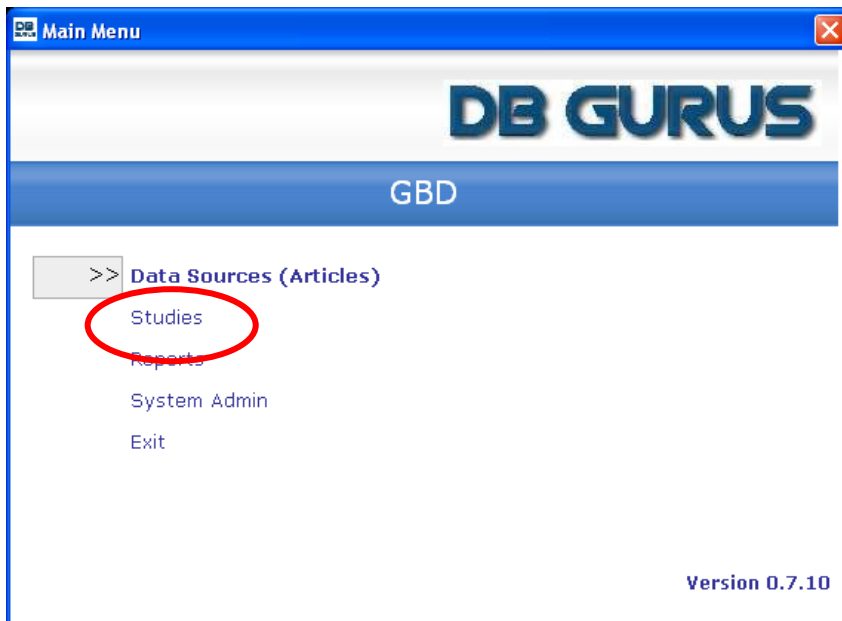 Main Menu
DB GURUS
GBD
>> Data Sources (Articles)
Studies
Reports
System Admin
Exit
Version 0.7.10